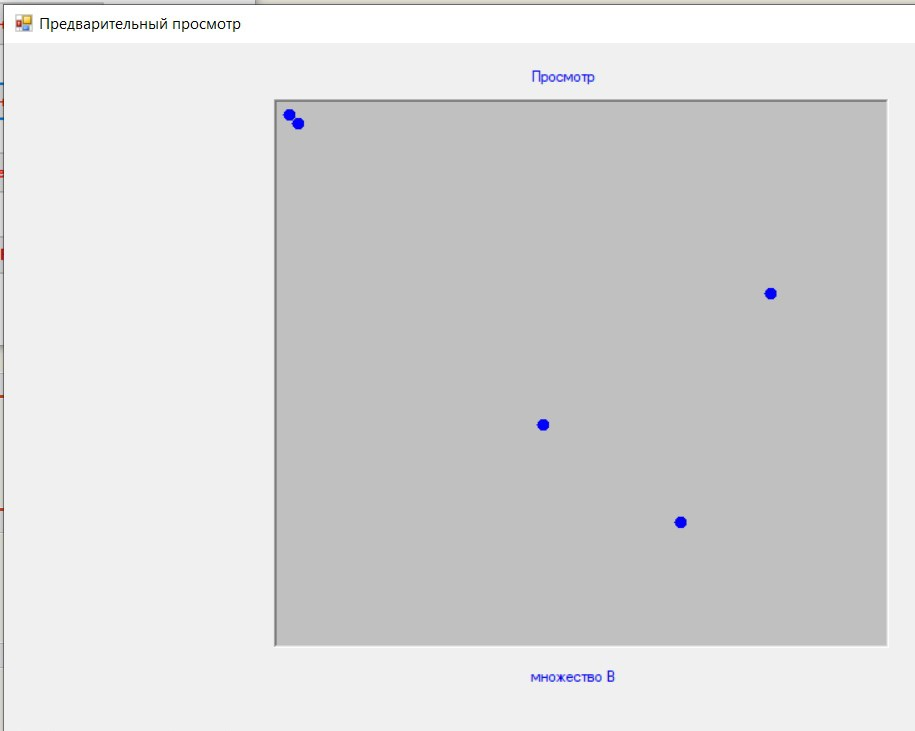 Предварительный просмотр
Просмотр
множество B